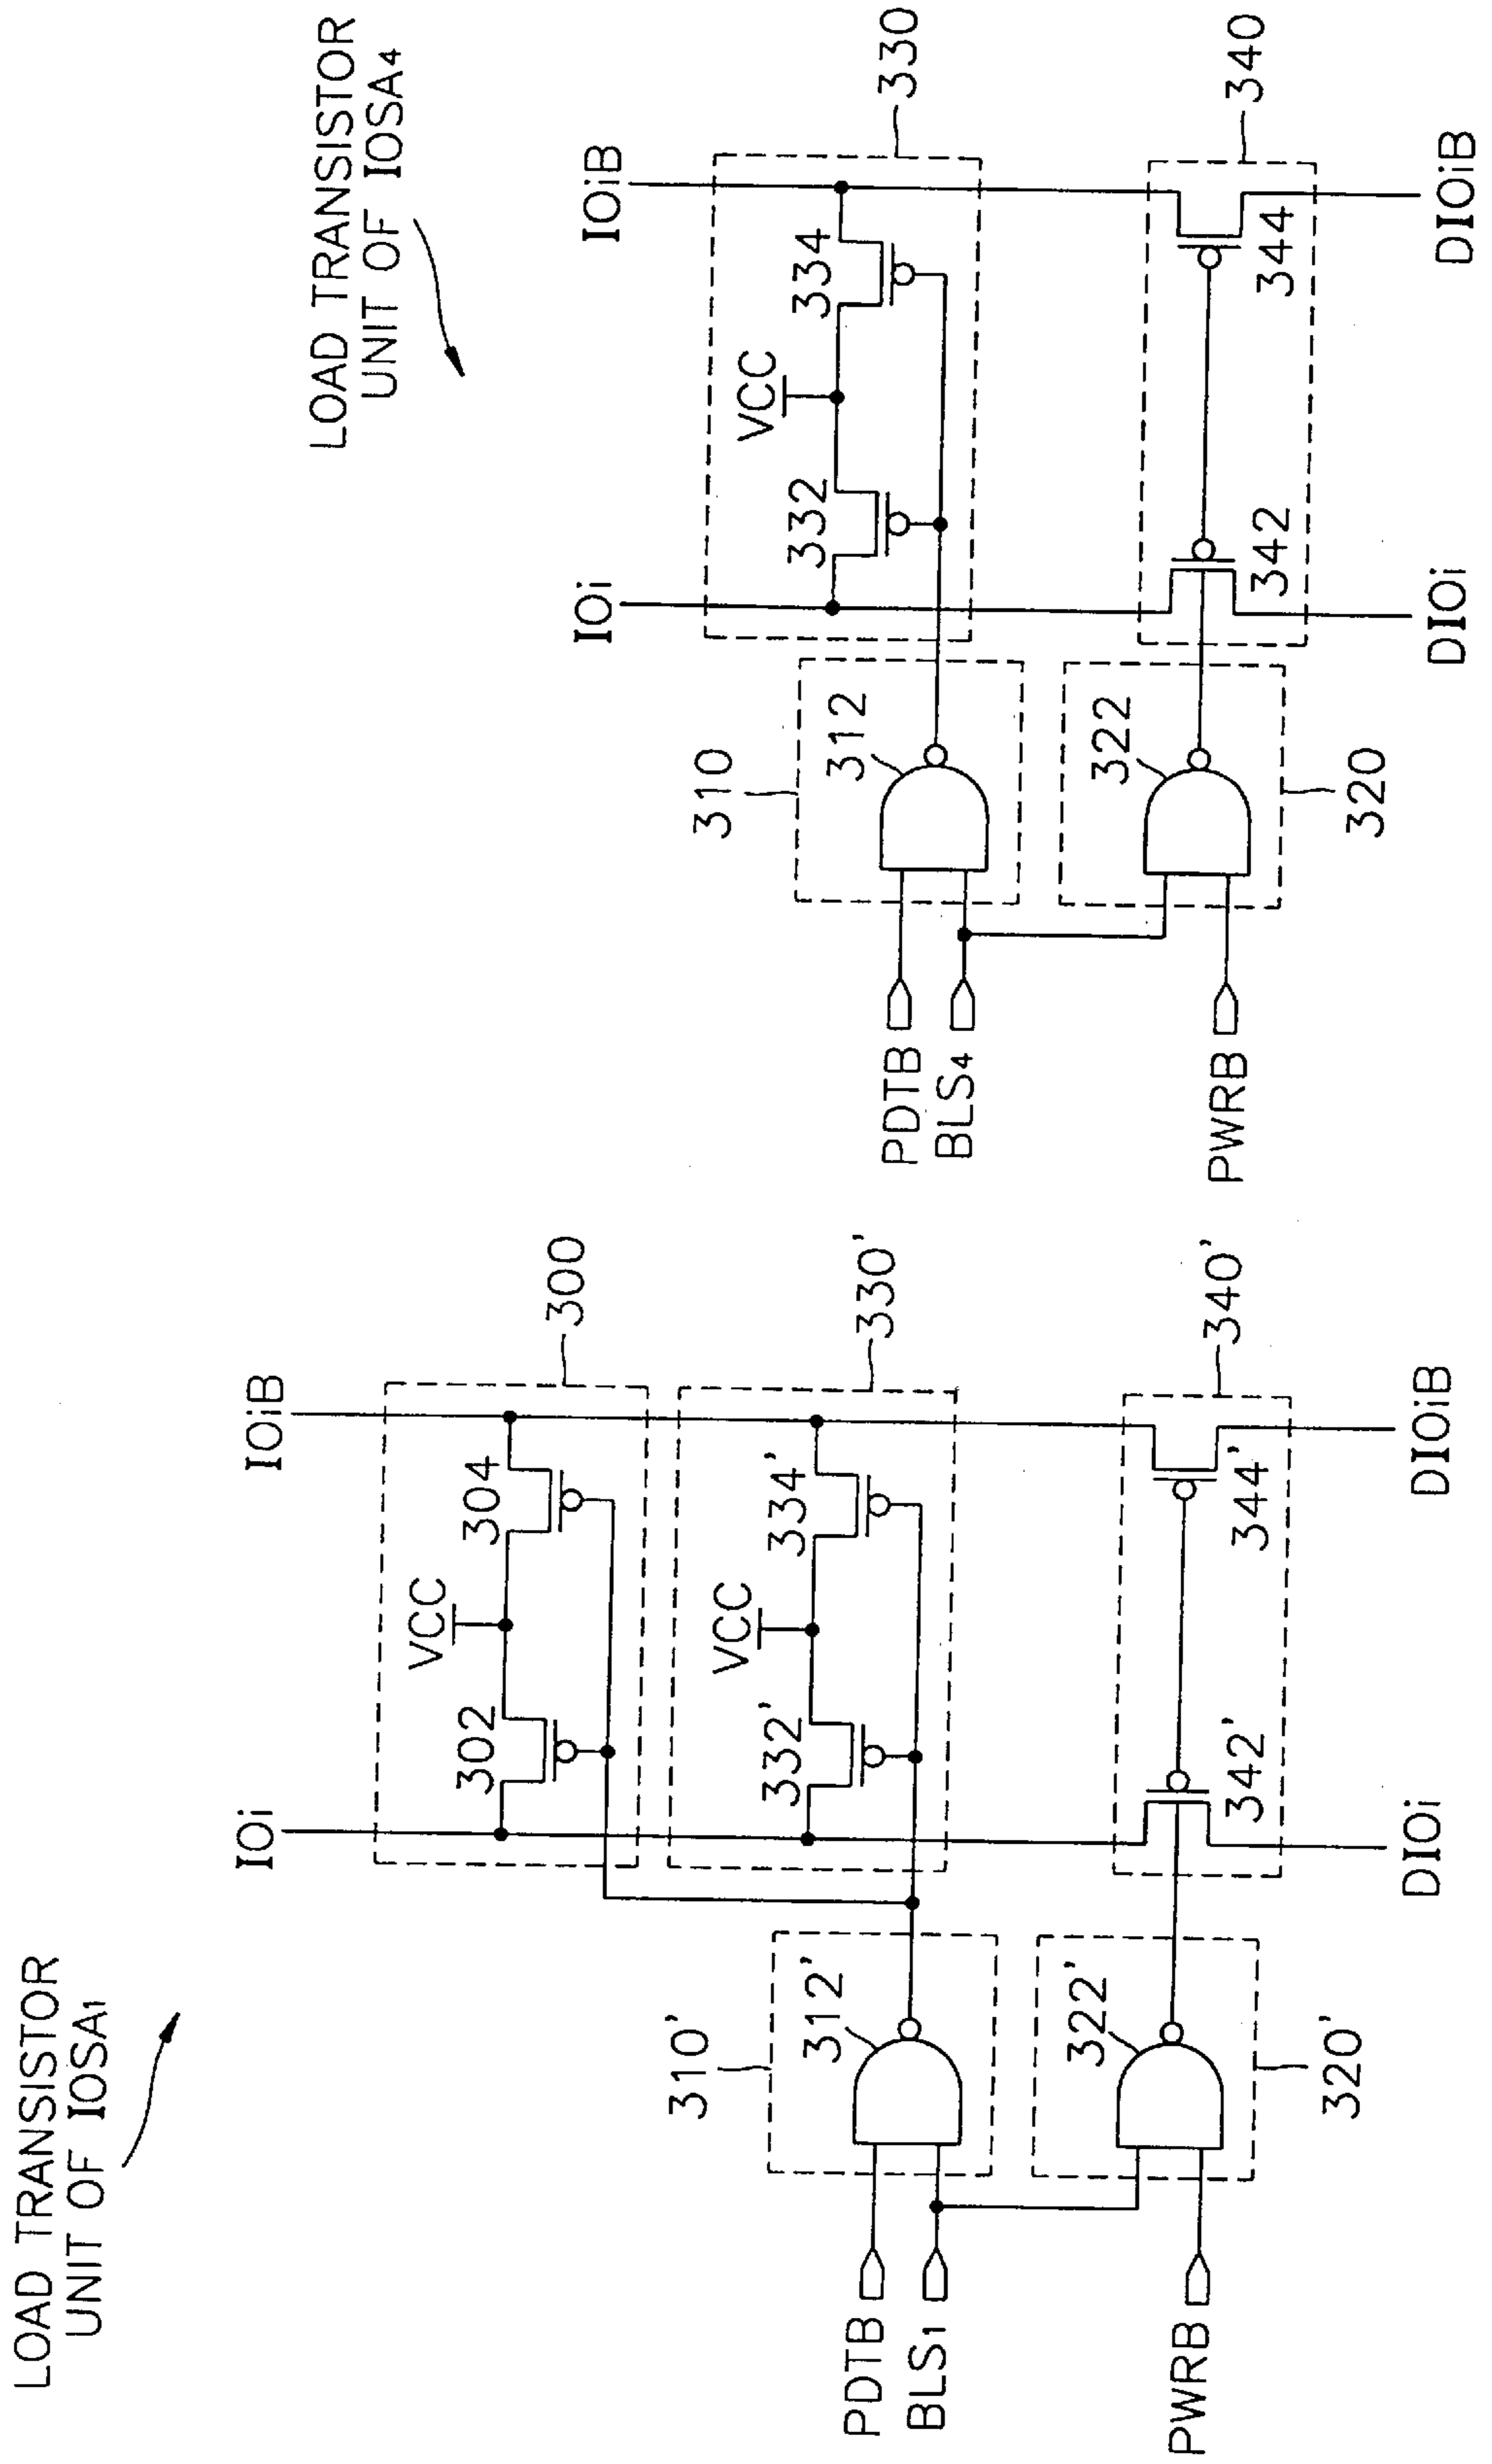 LOAD TRANSISTOR
UNIT OF IOSA1
IOi
IOiB
VCC
302
304
300
VCC
332'
334'
330'
310'
312'
PDTB
BLS1
322'
320'
PWRB
342'
344'
340'
DIOi
DIOiB
LOAD TRANSISTOR
UNIT OF IOSA4
IOi
IOiB
VCC
332
334
330
310
312
PDTB
BLS4
322
320
PWRB
342
344
340
DIOi
DIOiB